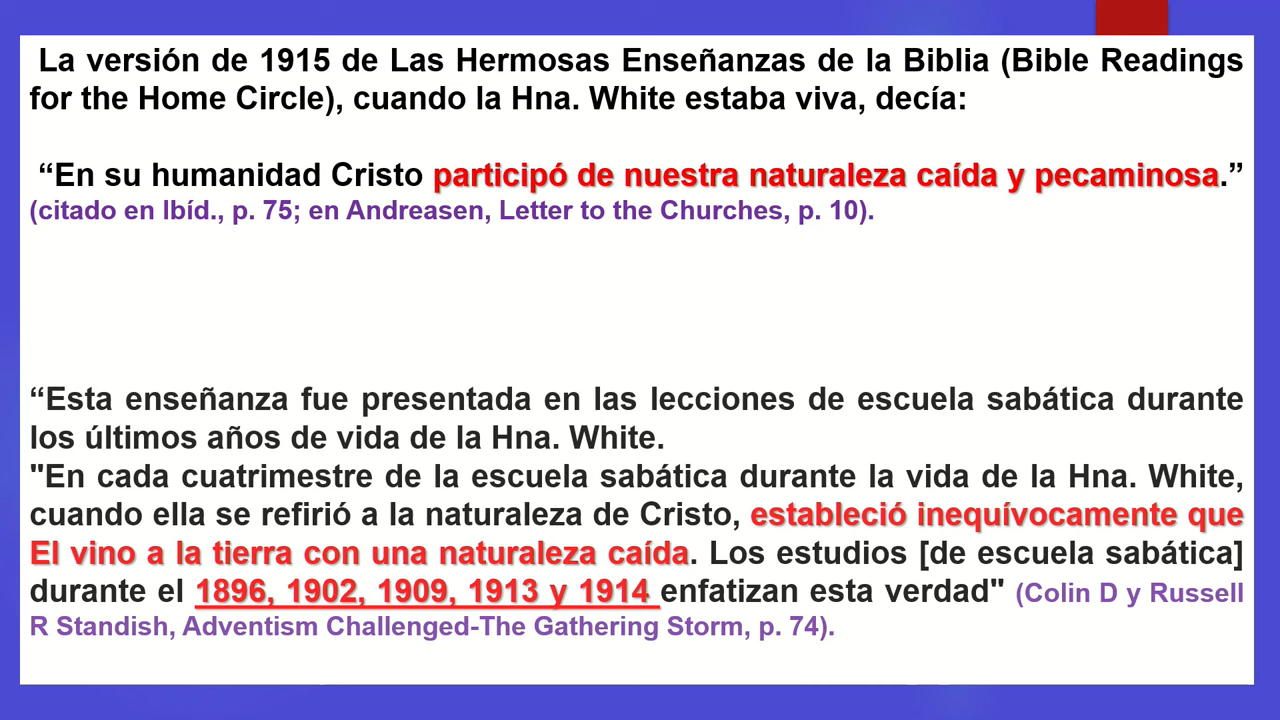 La versión de 1915 de Las Hermosas Enseñanzas de la Biblia (Bible Readings
for the Home Circle), cuando la Hna. White estaba viva, decía:
“En su humanidad Cristo participó de nuestra naturaleza caída y pecaminosa.”
(citado en Ibíd., p. 75; en Andreasen, Letter to the Churches, p. 10).
“Esta enseñanza fue presentada en las lecciones de escuela sabática durante
los últimos años de vida de la Hna. White.
"En cada cuatrimestre de la escuela sabática durante la vida de la Hna. White,
cuando ella se refirió a la naturaleza de Cristo, estableció inequívocamente que
El vino a la tierra con una naturaleza caída. Los estudios [de escuela sabática]
durante el 1896, 1902, 1909, 1913 y 1914 enfatizan esta verdad" (Colin D y Russell
R Standish, Adventism Challenged-The Gathering Storm, p. 74).